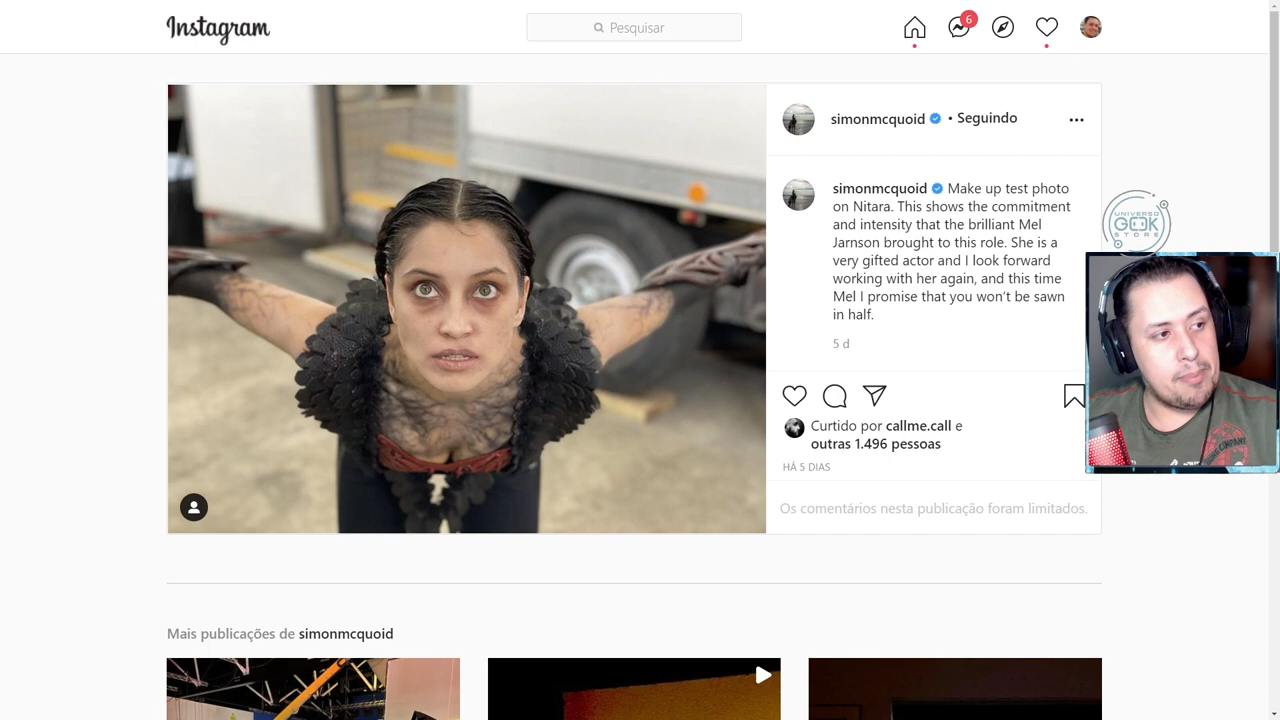 Instagram
Pesquisar
6
simonmcquoid • Seguindo
simonmcquoid Make up test photo
on Nitara. This shows the commitment
and intensity that the brilliant Mel
Jarnson brought to this role. She is a
very gifted actor and I look forward
working with her again, and this time
Mel I promise that you won’t be sawn
in half.
5 d
Curtido por callme.call e
outras 1.496 pessoas
HÁ 5 DIAS
Os comentários nesta publicação foram limitados.
UNIVERSO
GEEK
STORE
COMPANY
Mais publicações de simonmcquoid